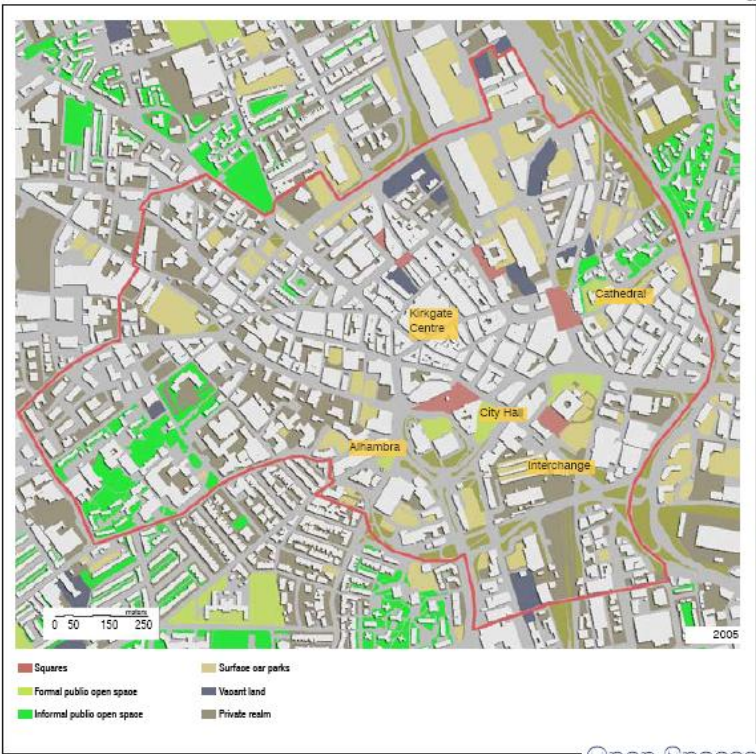 Cathedral
Kirkgate
Centre
City Hall
Alhambra
Interchange
meters
0 50 150 250
2005
Squares
Surface car parks
Formal public open space
Vacant land
Informal public open space
Private realm